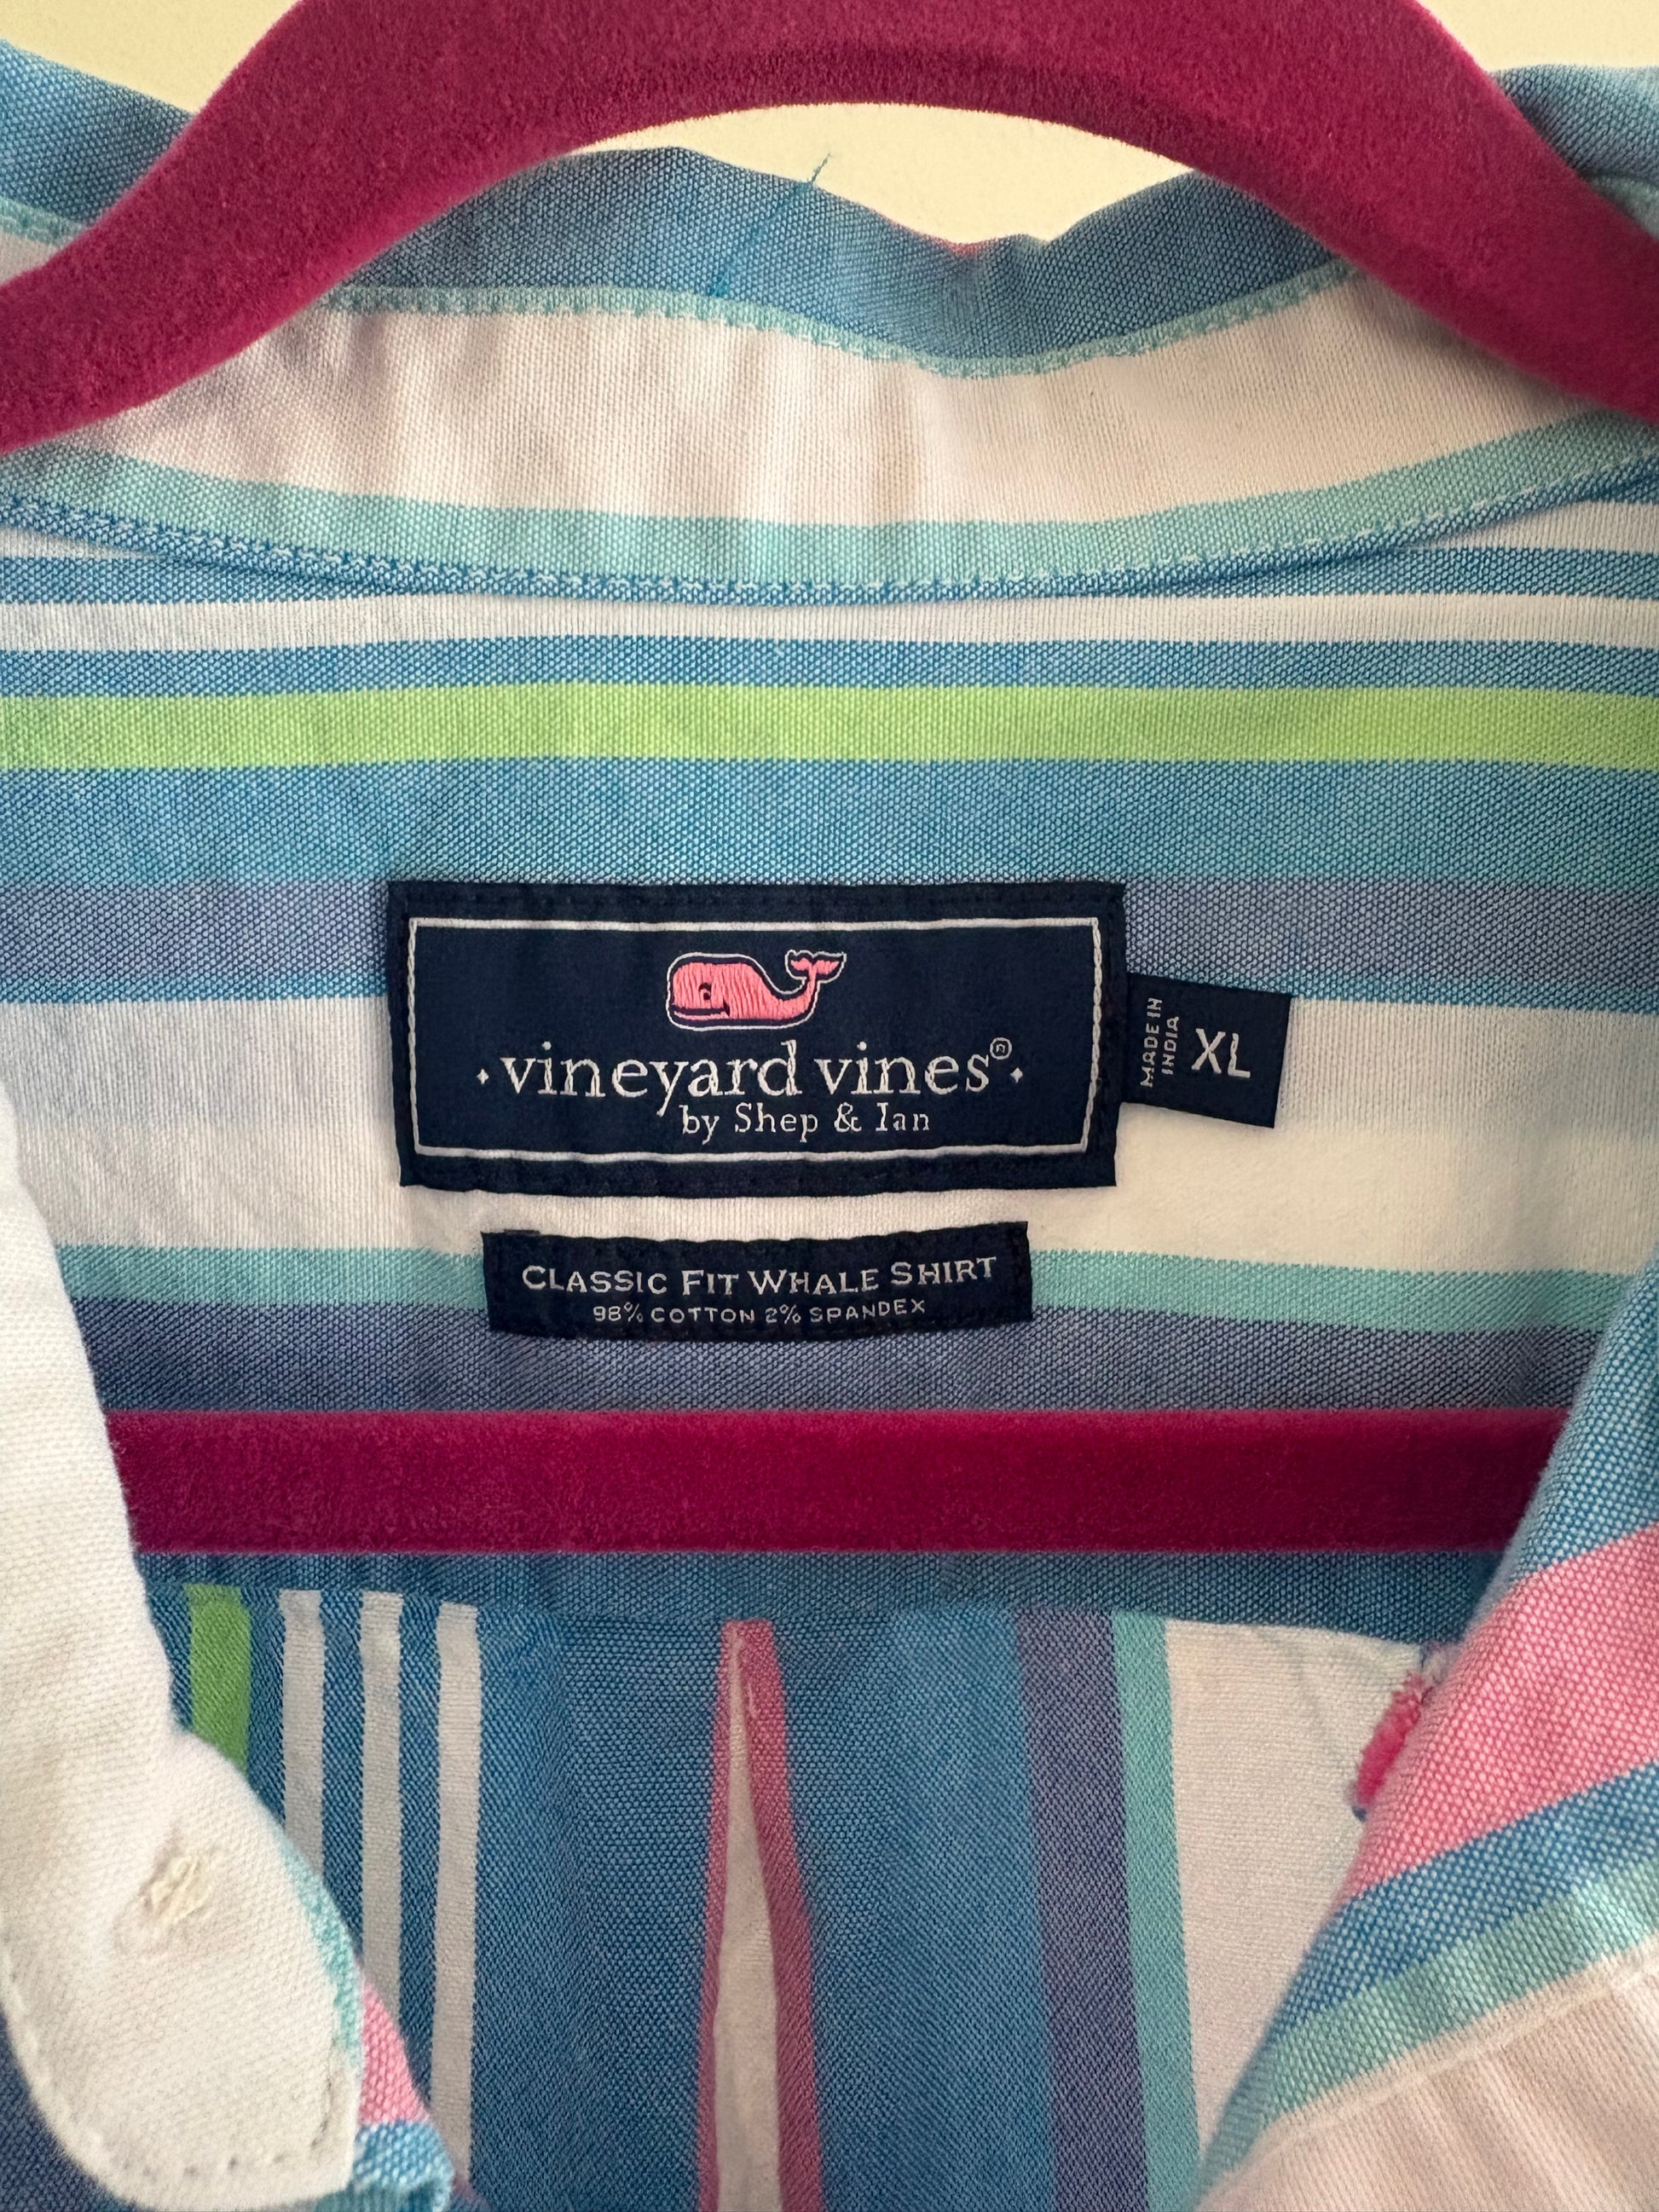 vineyard vines®
by Shep & Ian
MADE IN
INDIA
XL
CLASSIC FIT WHALE SHIRT
98% COTTON 2% SPANDEX